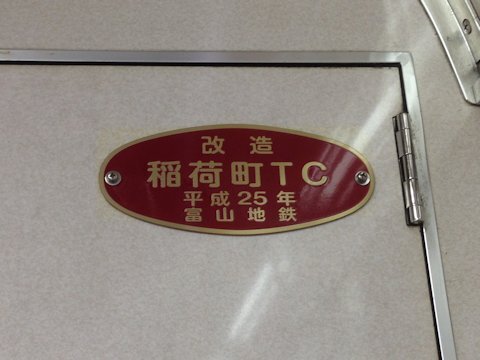 改造
稲荷町TC
平成25年
富山地鉄